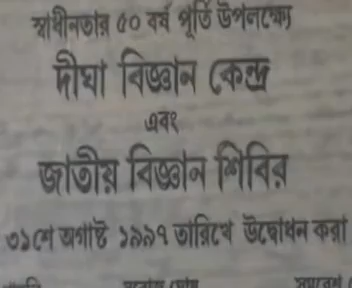 স্বাধীনতার ৫০ বর্ষ পূর্তি উপলক্ষ্যে
দীঘা বিজ্ঞান কেন্দ্র
এবং
জাতীয় বিজ্ঞান শিবির
৩১শে অগাষ্ট ১৯৯৭ তারিখে উদ্বোধন করা